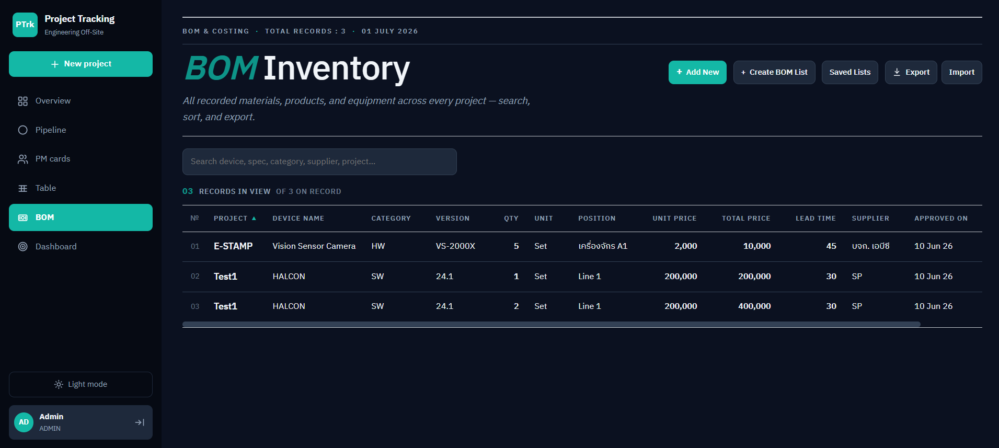 PTrk
Project Tracking
Engineering Off-Site
+ New project
Overview
Pipeline
PM cards
Table
BOM
Dashboard
Light mode
AD
Admin
ADMIN
BOM & COSTING · TOTAL RECORDS : 3 · 01 JULY 2026
BOM Inventory
+ Add New
+ Create BOM List
Saved Lists
Export
Import
All recorded materials, products, and equipment across every project — search,
sort, and export.
Search device, spec, category, supplier, project...
03 RECORDS IN VIEW OF 3 ON RECORD
№ PROJECT ▲ DEVICE NAME CATEGORY VERSION QTY UNIT POSITION UNIT PRICE TOTAL PRICE LEAD TIME SUPPLIER APPROVED ON
01 E-STAMP Vision Sensor Camera HW VS-2000X 5 Set เครื่องจักร A1 2,000 10,000 45 บจก. เอบีซี 10 Jun 26
02 Test1 HALCON SW 24.1 1 Set Line 1 200,000 200,000 30 SP 10 Jun 26
03 Test1 HALCON SW 24.1 2 Set Line 1 200,000 400,000 30 SP 10 Jun 26